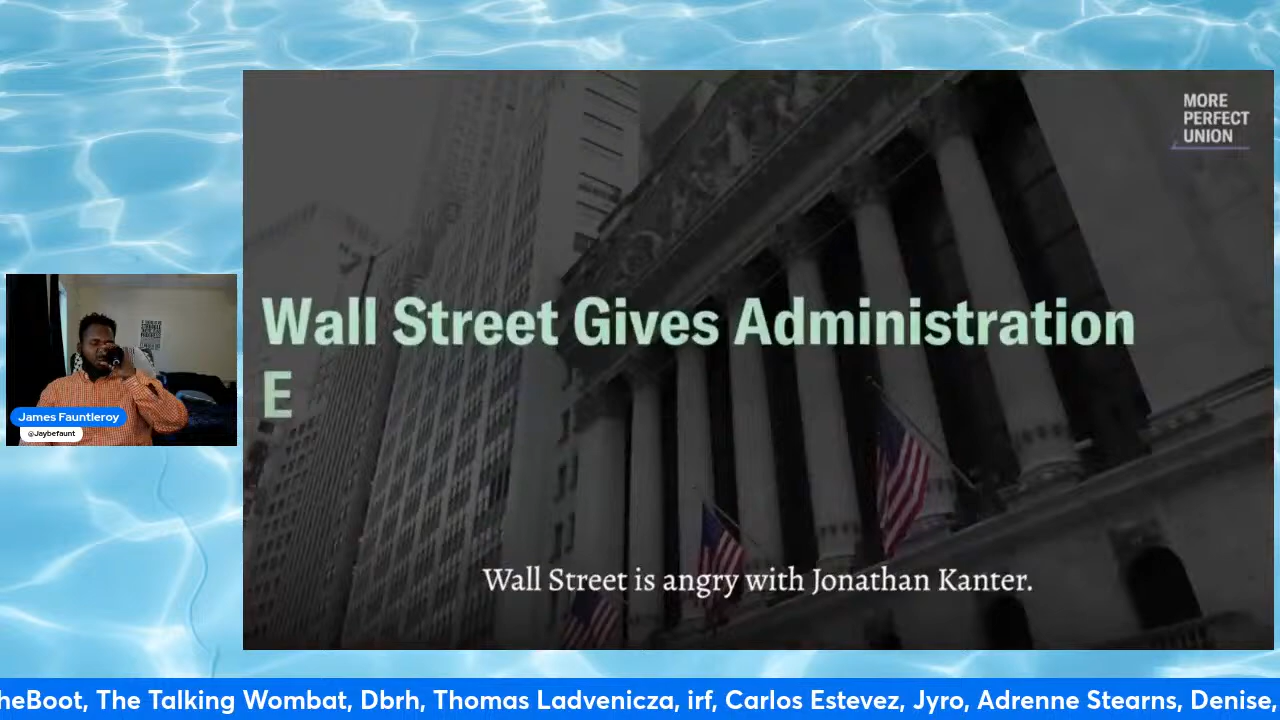 MORE
PERFECT
UNION
Wall Street Gives Administration
E
James Fauntleroy
@Jaybefaunt
Wall Street is angry with Jonathan Kanter.
heBoot, The Talking Wombat, Dbrh, Thomas Ladvenicza, irf, Carlos Estevez, Jyro, Adrenne Stearns, Denise,